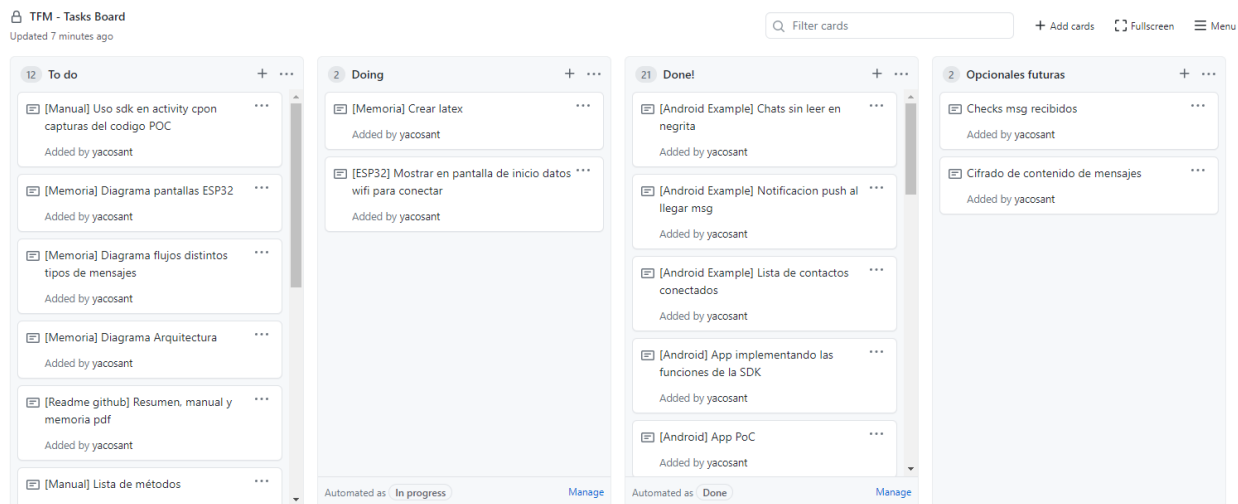 TFM - Tasks Board
Updated 7 minutes ago
Filter cards
Add cards
Fullscreen
Menu
12 To do
[Manual] Uso sdk en activity cpon
capturas del codigo POC
Added by yacosant
[Memoria] Diagrama pantallas ESP32
Added by yacosant
[Memoria] Diagrama flujos distintos
tipos de mensajes
Added by yacosant
[Memoria] Diagrama Arquitectura
Added by yacosant
[Readme github] Resumen, manual y
memoria pdf
Added by yacosant
[Manual] Lista de métodos
2 Doing
[Memoria] Crear latex
Added by yacosant
[ESP32] Mostrar en pantalla de inicio datos
wifi para conectar
Added by yacosant
Automated as In progress
Manage
21 Done!
[Android Example] Chats sin leer en
negrita
Added by yacosant
[Android Example] Notificacion push al
llegar msg
Added by yacosant
[Android Example] Lista de contactos
conectados
Added by yacosant
[Android] App implementando las
funciones de la SDK
Added by yacosant
[Android] App PoC
Added by yacosant
Automated as Done
Manage
2 Opcionales futuras
Checks msg recibidos
Added by yacosant
Cifrado de contenido de mensajes
Added by yacosant